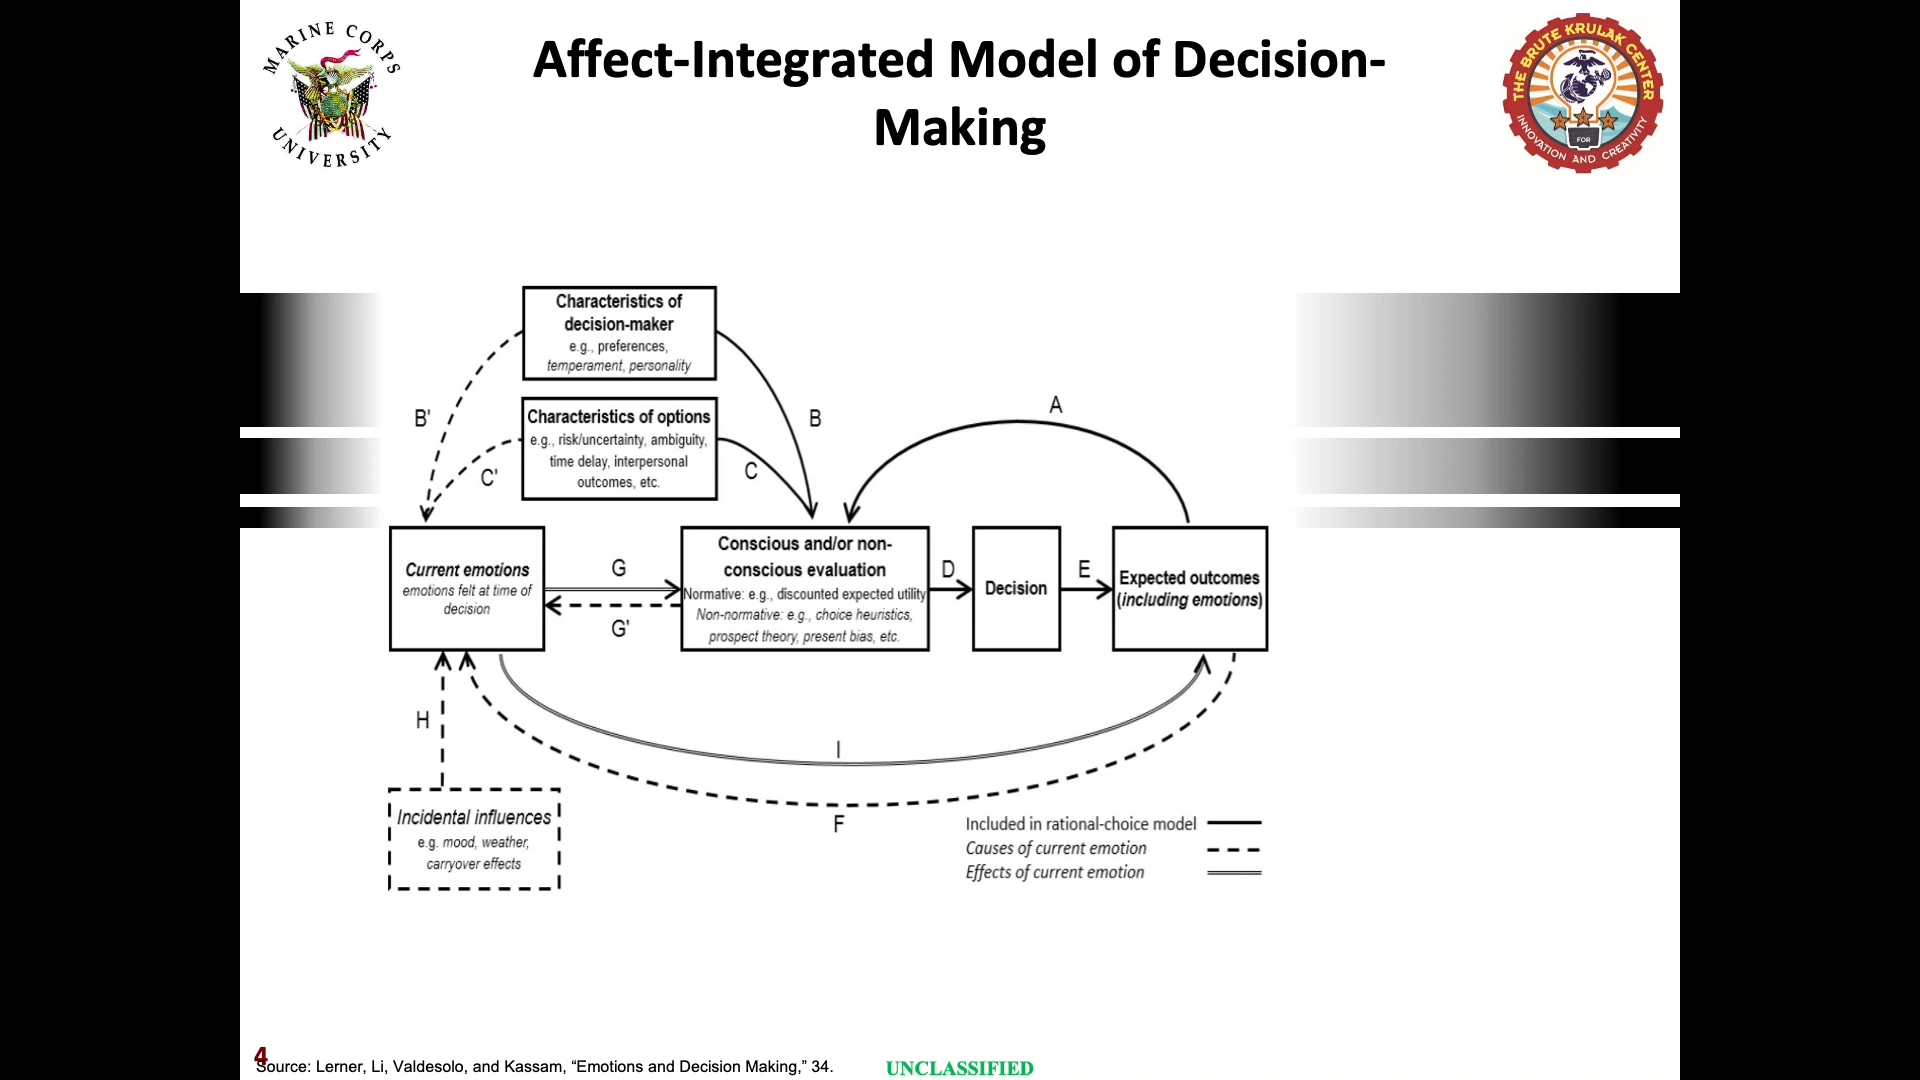 MARINE CORPS
UNIVERSITY
Affect-Integrated Model of Decision-
Making
THE BRUTE KRULAK CENTER
FOR
INNOVATION AND CREATIVITY
Characteristics of
decision-maker
e.g., preferences,
temperament, personality
B'
B
A
Characteristics of options
e.g., risk/uncertainty, ambiguity,
time delay, interpersonal
outcomes, etc.
C'
C
Current emotions
emotions felt at time of
decision
G
G'
Conscious and/or non-
conscious evaluation
Normative: e.g., discounted expected utility
Non-normative: e.g., choice heuristics,
prospect theory, present bias, etc.
D
Decision
E
Expected outcomes
(including emotions)
H
I
F
Incidental influences
e.g. mood, weather,
carryover effects
Included in rational-choice model
Causes of current emotion
Effects of current emotion
4
Source: Lerner, Li, Valdesolo, and Kassam, “Emotions and Decision Making,” 34.
UNCLASSIFIED